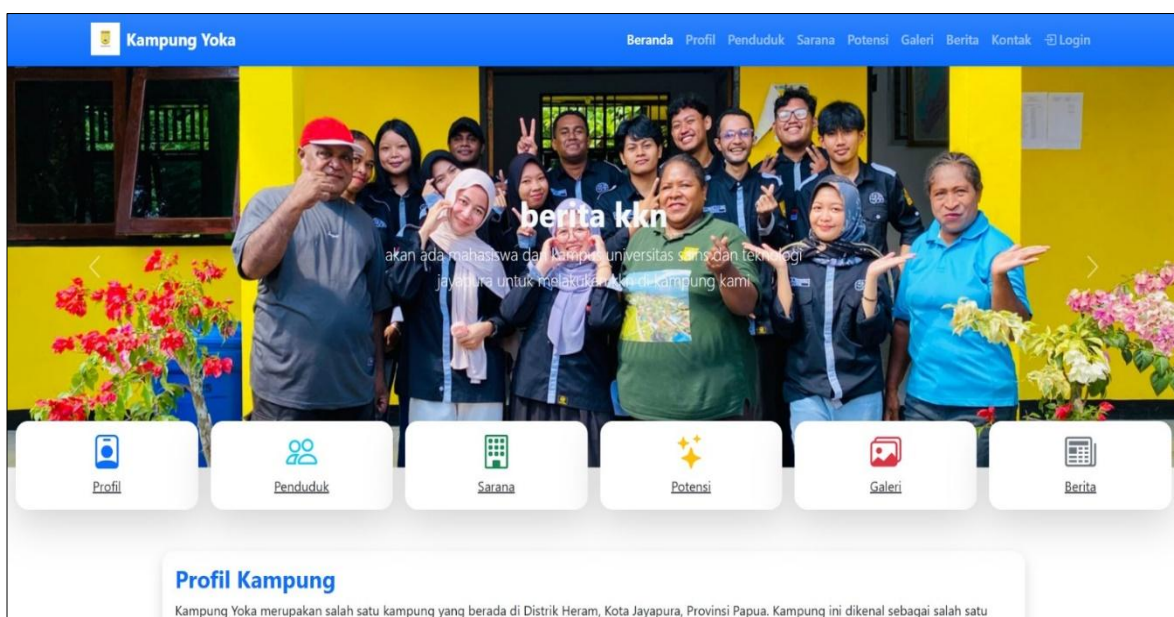 Kampung Yoka
Beranda Profil Penduduk Sarana Potensi Galeri Berita Kontak Login
berita kkn
akan ada mahasiswa dari kampus universitas sains dan teknologi
jayapura untuk melakuken kkn di kampung kami
Profil
Penduduk
Sarana
Potensi
Galeri
Berita
Profil Kampung
Kampung Yoka merupakan salah satu kampung yang berada di Distrik Heram, Kota Jayapura, Provinsi Papua. Kampung ini dikenal sebagai salah satu